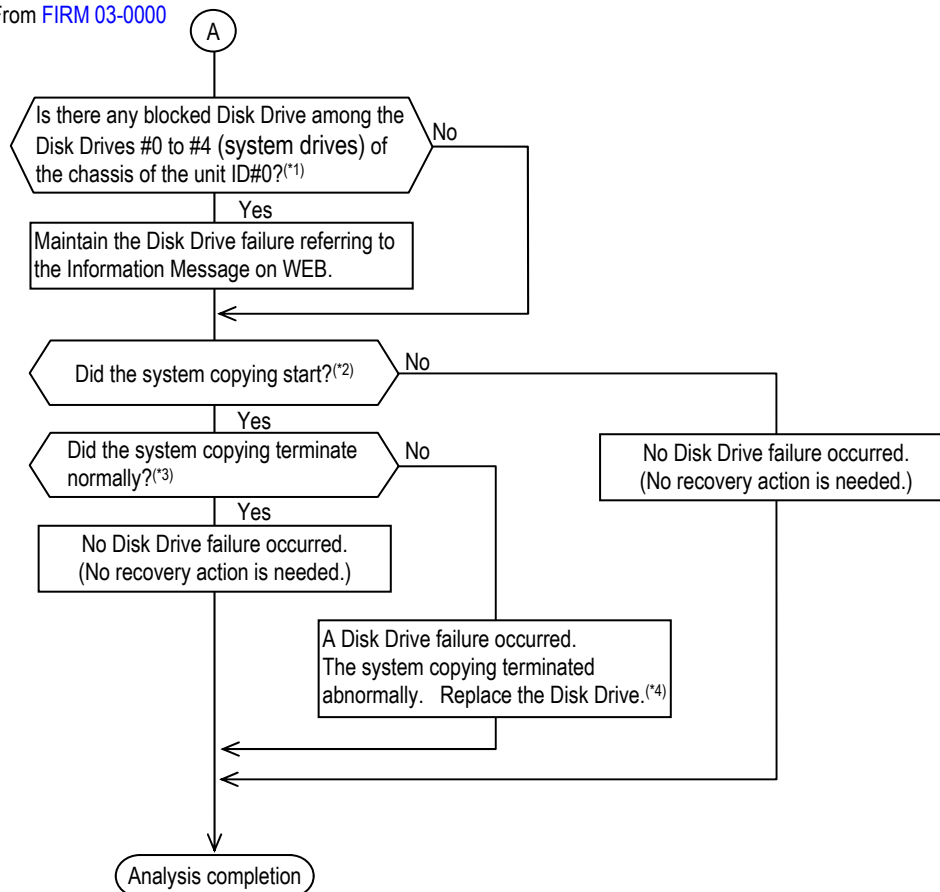 From FIRM 03-0000
A
Is there any blocked Disk Drive among the
Disk Drives #0 to #4 (system drives) of
the chassis of the unit ID#0?(*1)
No
Yes
Maintain the Disk Drive failure referring to
the Information Message on WEB.
Did the system copying start?(*2)
No
Yes
Did the system copying terminate
normally?(*3)
No
No Disk Drive failure occurred.
(No recovery action is needed.)
Yes
No Disk Drive failure occurred.
(No recovery action is needed.)
A Disk Drive failure occurred.
The system copying terminated
abnormally. Replace the Disk Drive.(*4)
Analysis completion